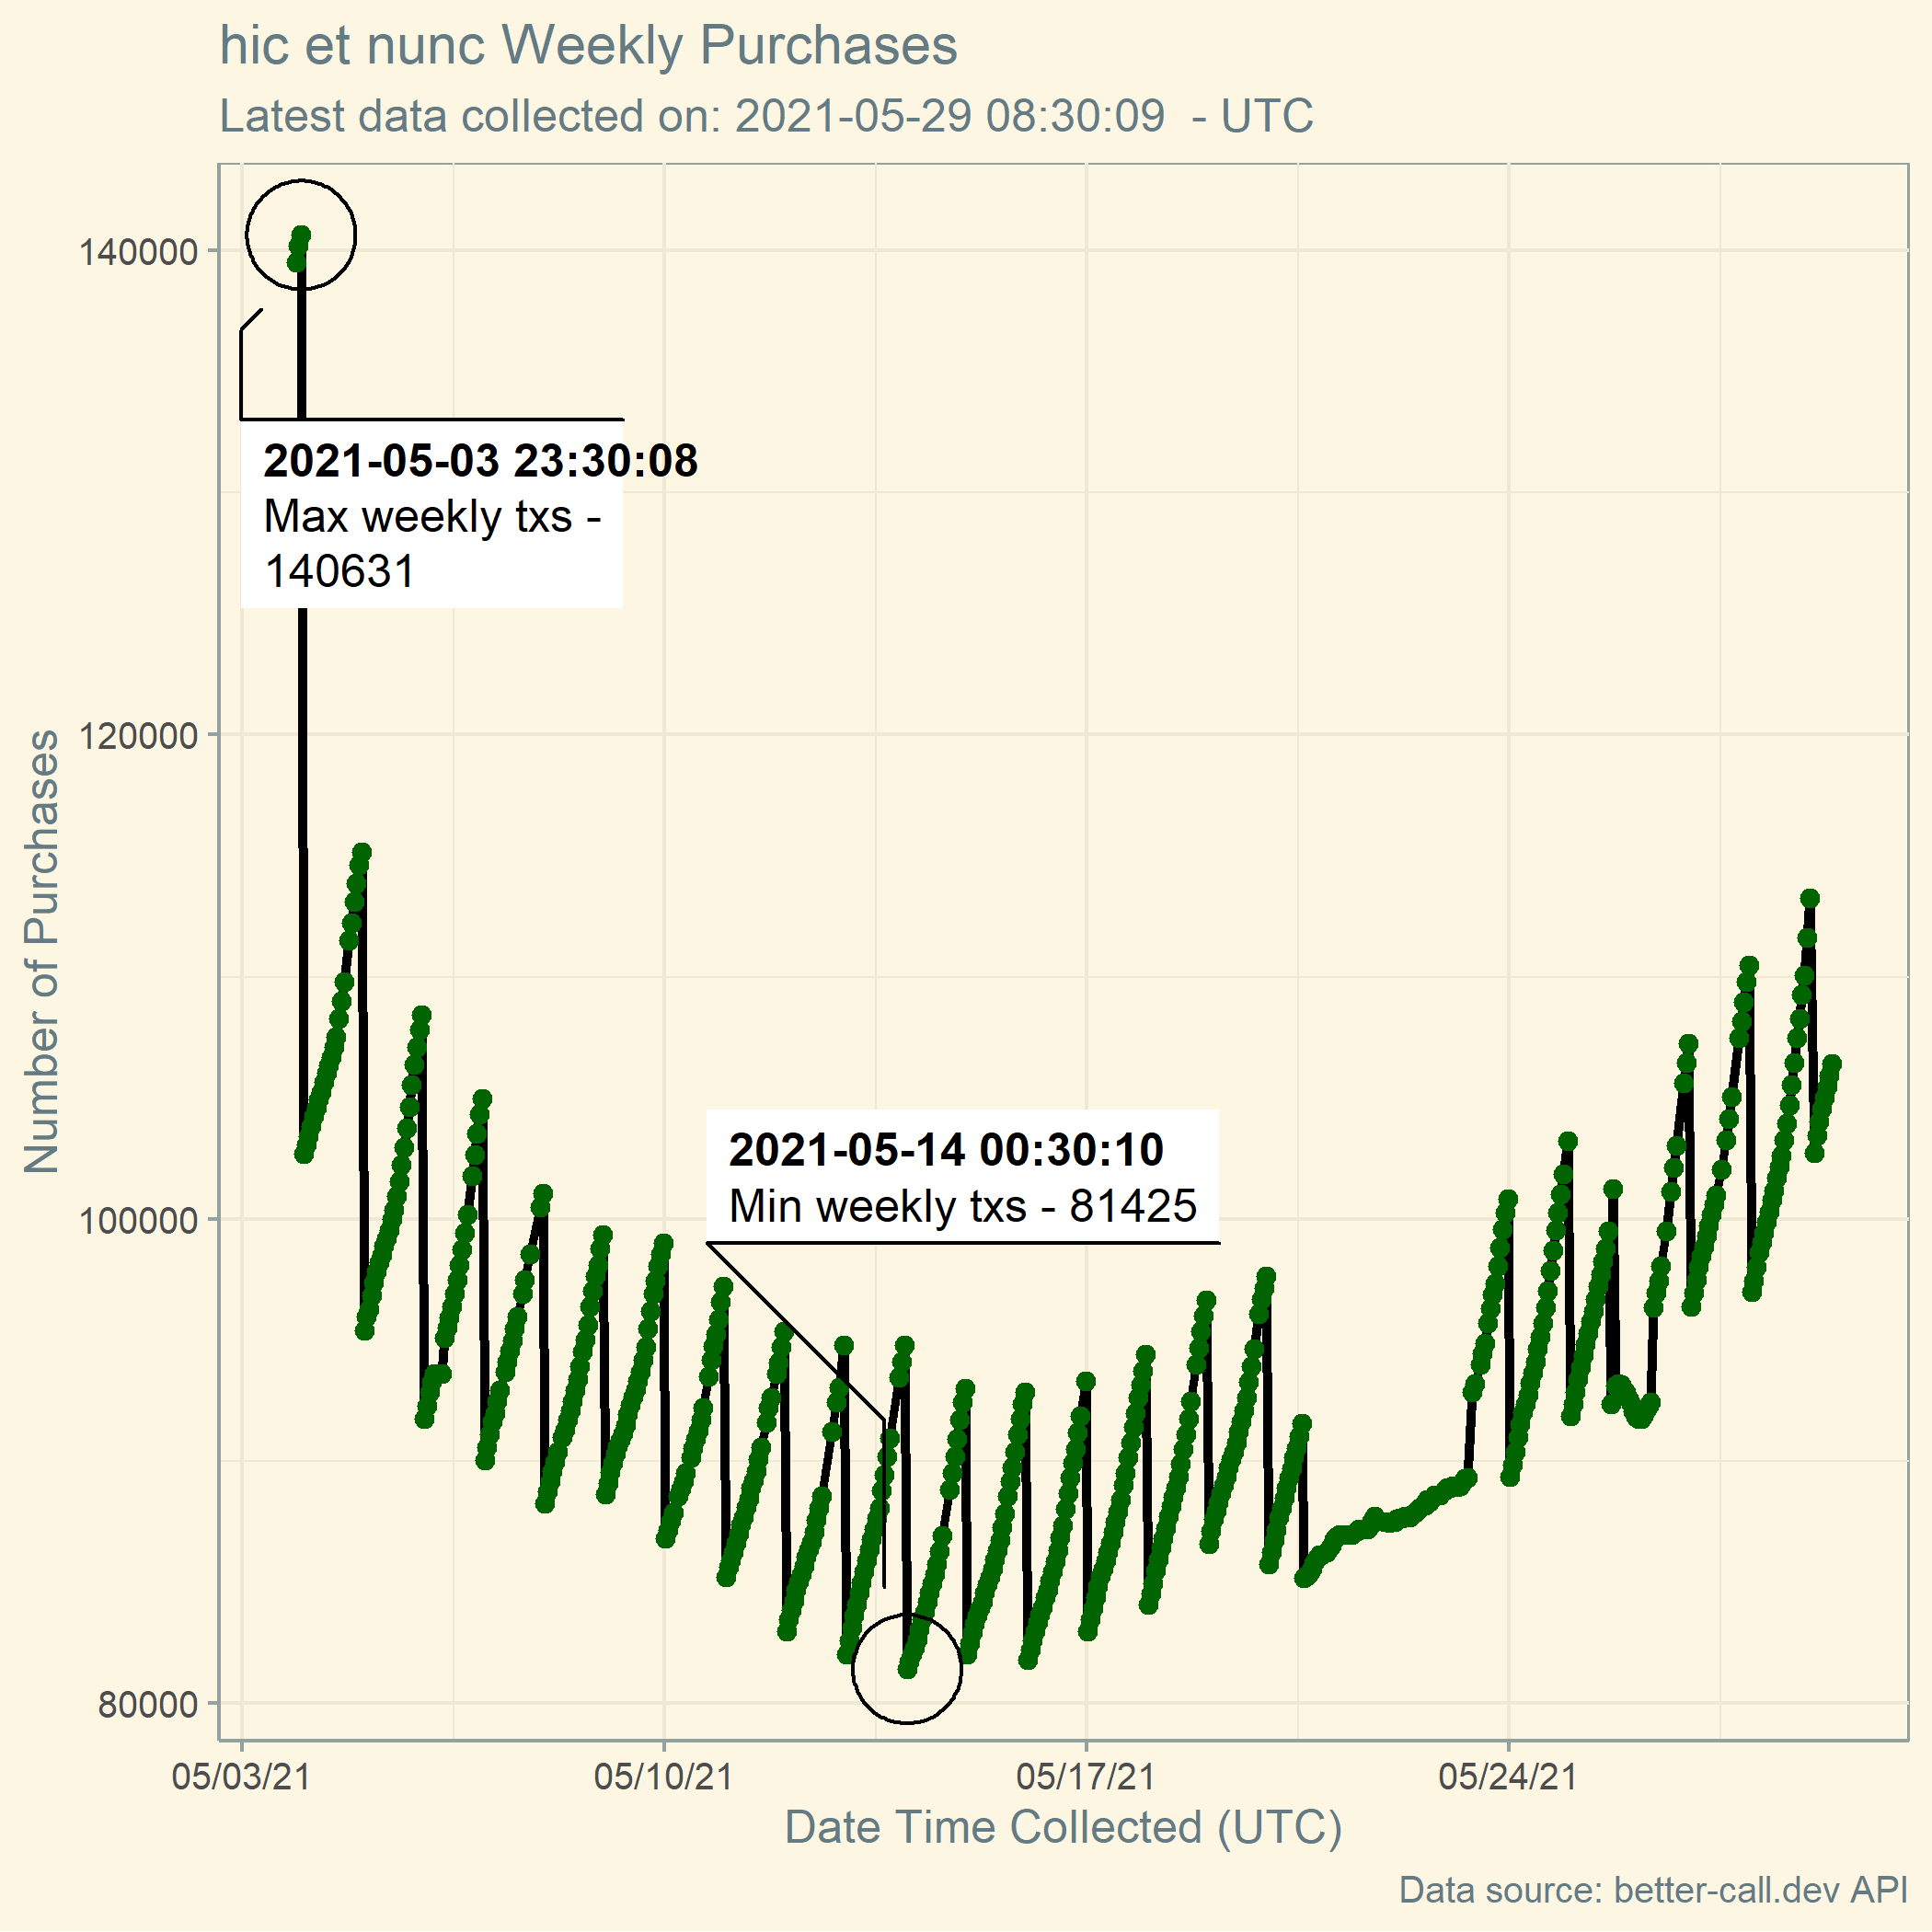 hic et nunc Weekly Purchases
Latest data collected on: 2021-05-29 08:30:09  - UTC
140000
2021-05-03 23:30:08
Max weekly txs -
140631
120000
Number of Purchases
2021-05-14 00:30:10
Min weekly txs - 81425
100000
80000
05/03/21 05/10/21 05/17/21 05/24/21
Date Time Collected (UTC)
Data source: better-call.dev API